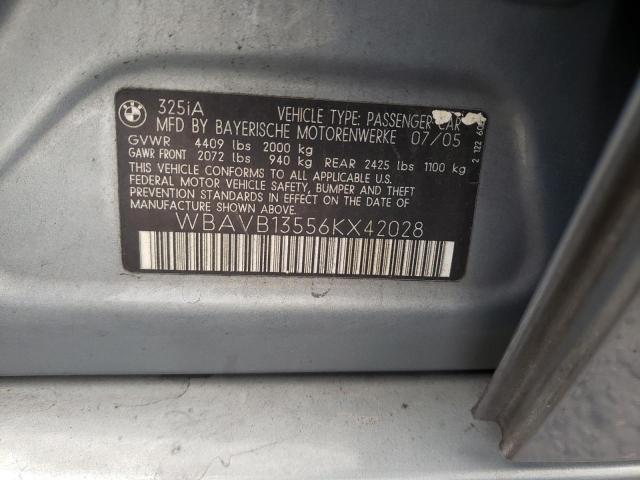 BMW
325iA VEHICLE TYPE: PASSENGER CAR
MFD BY BAYERISCHE MOTORENWERKE 07/05
GVWR 4409 lbs 2000 kg
GAWR FRONT 2072 lbs 940 kg REAR 2425 lbs 1100 kg
THIS VEHICLE CONFORMS TO ALL APPLICABLE U.S.
FEDERAL MOTOR VEHICLE SAFETY, BUMPER AND THEFT
PREVENTION STANDARDS IN EFFECT ON THE DATE OF
MANUFACTURE SHOWN ABOVE.
WBAVB13556KX42028